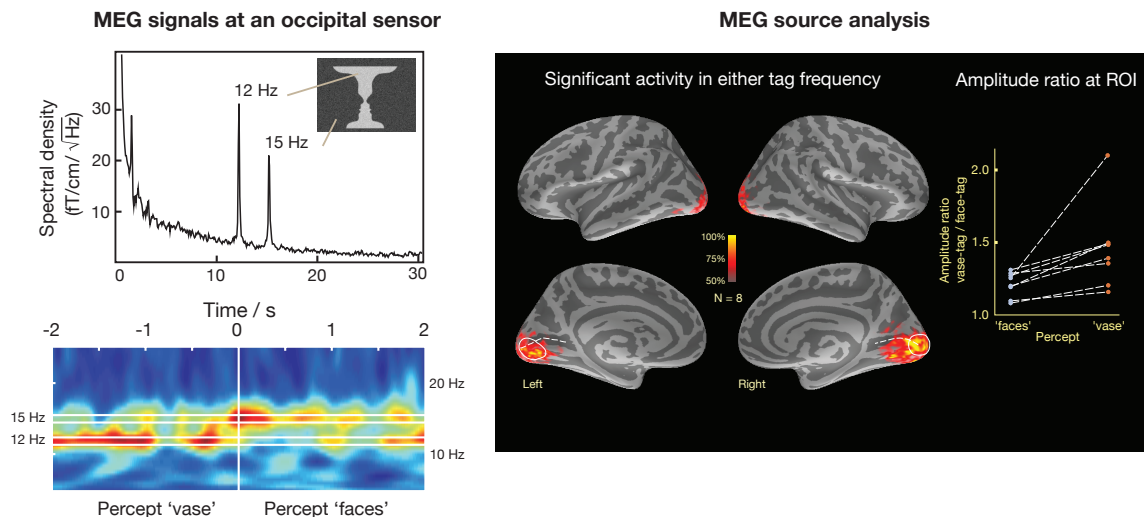 MEG signals at an occipital sensor
Spectral density
(fT/cm/ √Hz)
30
20
10
12 Hz
15 Hz
0
10
20
30
Time / s
-2
-1
0
1
2
15 Hz
12 Hz
20 Hz
10 Hz
Percept ‘vase’
Percept ‘faces’
MEG source analysis
Significant activity in either tag frequency
100%
75%
50%
N = 8
Left
Right
Amplitude ratio at ROI
Amplitude ratio
vase-tag / face-tag
2.0
1.5
1.0
'faces'
'vase'
Percept